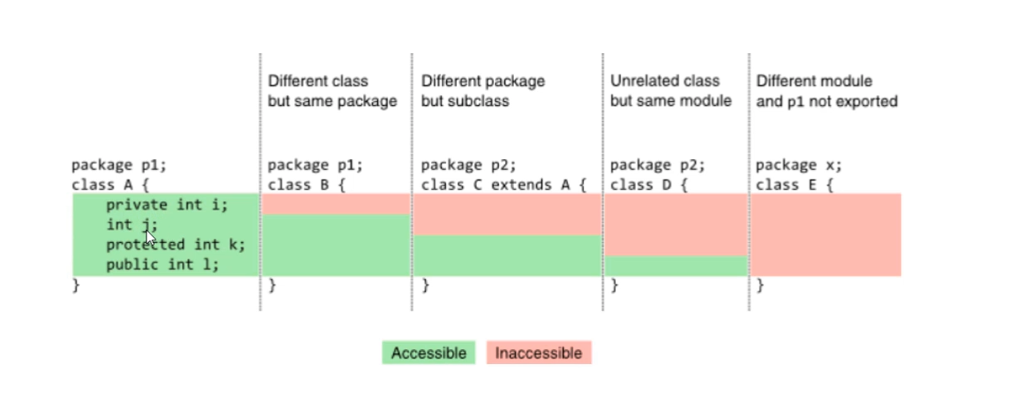 Different class
but same package
Different package
but subclass
Unrelated class
but same module
Different module
and p1 not exported
package p1;
class A {
private int i;
int j;
protected int k;
public int l;
}
package p1;
class B {
}
package p2;
class C extends A {
}
package p2;
class D {
}
package x;
class E {
}
Accessible
Inaccessible